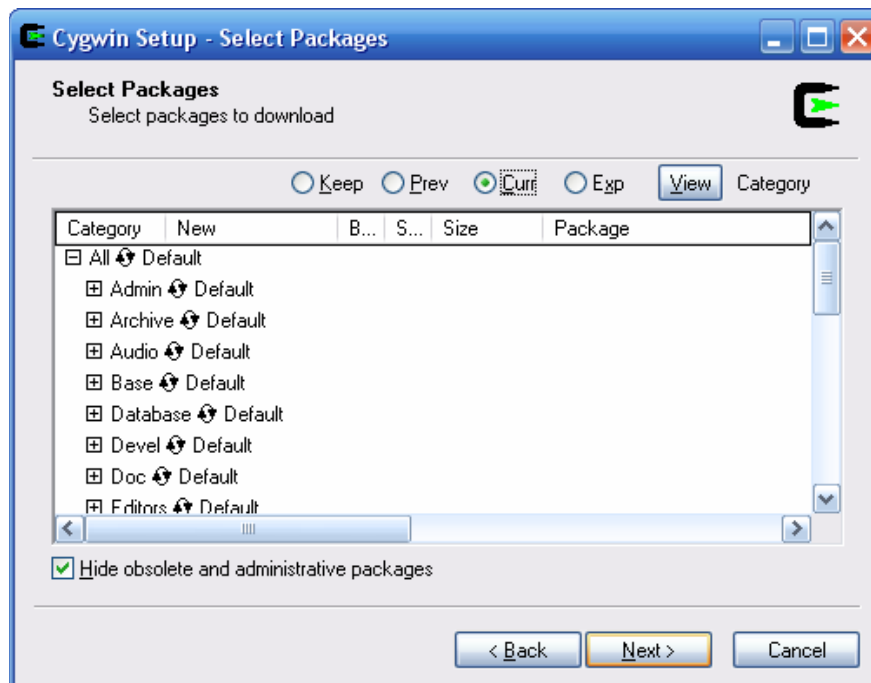 Cygwin Setup - Select Packages
Select Packages
Select packages to download
Keep Prev Curr Exp View Category
Category New B... S... Size Package
All Default
Admin Default
Archive Default
Audio Default
Base Default
Database Default
Devel Default
Doc Default
Editors Default
Hide obsolete and administrative packages
< Back Next > Cancel